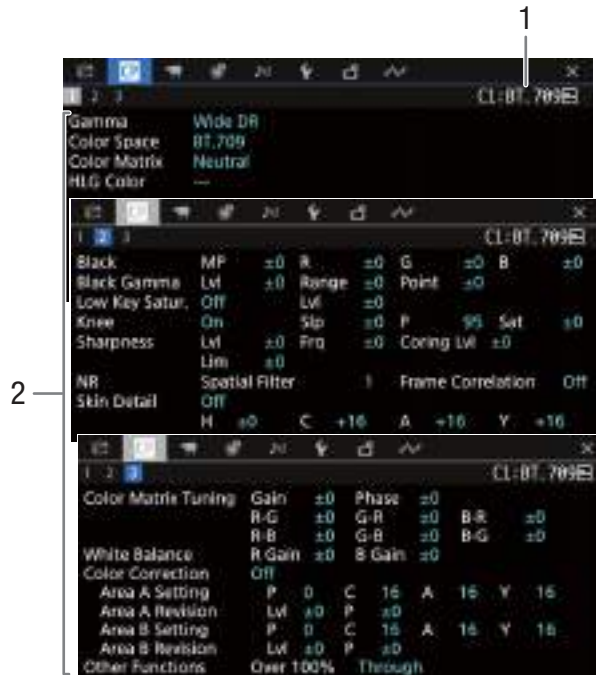 1
CP
1 2 3 C1:BT.709
Gamma Wide DR
Color Space BT.709
Color Matrix Neutral
HLG Color ---
CP
1 2 3 C1:BT.709
Black MP ±0 R ±0 G ±0 B ±0
Black Gamma Lvl ±0 Range ±0 Point ±0
Low Key Satur. Off Lvl ±0
Knee On Slp ±0 P 95 Sat ±0
Sharpness Lvl ±0 Frq ±0 Coring Lvl ±0
Lim ±0
2
NR Spatial Filter 1 Frame Correlation Off
Skin Detail Off
H ±0 C +16 A +16 Y +16
CP
1 2 3 C1:BT.709
Color Matrix Tuning Gain ±0 Phase ±0
R-G ±0 G-R ±0 B-R ±0
R-B ±0 G-B ±0 B-G ±0
White Balance R Gain ±0 B Gain ±0
Color Correction Off
Area A Setting P 0 C 16 A 16 Y 16
Area A Revision Lvl ±0 P ±0
Area B Setting P 0 C 16 A 16 Y 16
Area B Revision Lvl ±0 P ±0
Other Functions Over 100% Through